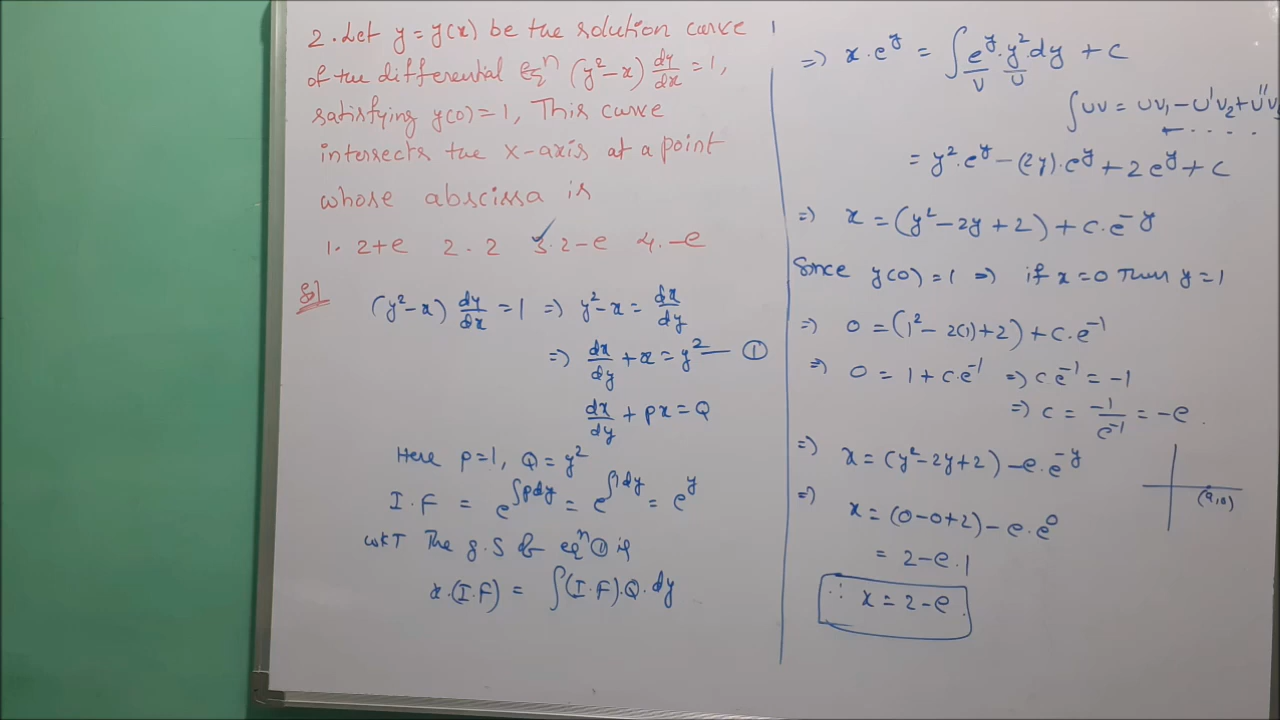 2. Let y = y(x) be the solution curve
of the differential eqⁿ (y² - x) dy/dx = 1,
satisfying y(0) = 1, This curve
intersects the X-axis at a point
whose abscissa is
1. 2+e 2. 2 3. 2-e 4. -e
Sol
(y² - x) dy/dx = 1 ⇒ y² - x = dx/dy
⇒ dx/dy + x = y² — ①
dx/dy + px = Q
Here p=1, Q = y²
I.F = e^∫pdy = e^∫1dy = e^y
WKT The g.S of eqⁿ ① is
x.(I.F) = ∫(I.F).Q.dy
⇒ x.e^y = ∫ e^y . y² dy + c
V U
∫UV = UV₁ - U'V₂ + U''V₃
....
= y².e^y - (2y).e^y + 2e^y + c
⇒ x = (y² - 2y + 2) + c.e^-y
Since y(0) = 1 ⇒ if x=0 Then y=1
⇒ 0 = (1² - 2(1) + 2) + c.e⁻¹
⇒ 0 = 1 + c.e⁻¹ ⇒ c.e⁻¹ = -1
⇒ c = -1/e⁻¹ = -e.
⇒ x = (y² - 2y + 2) - e.e^-y
(a,0)
⇒ x = (0 - 0 + 2) - e.e⁰
= 2 - e.1
∴ x = 2 - e.